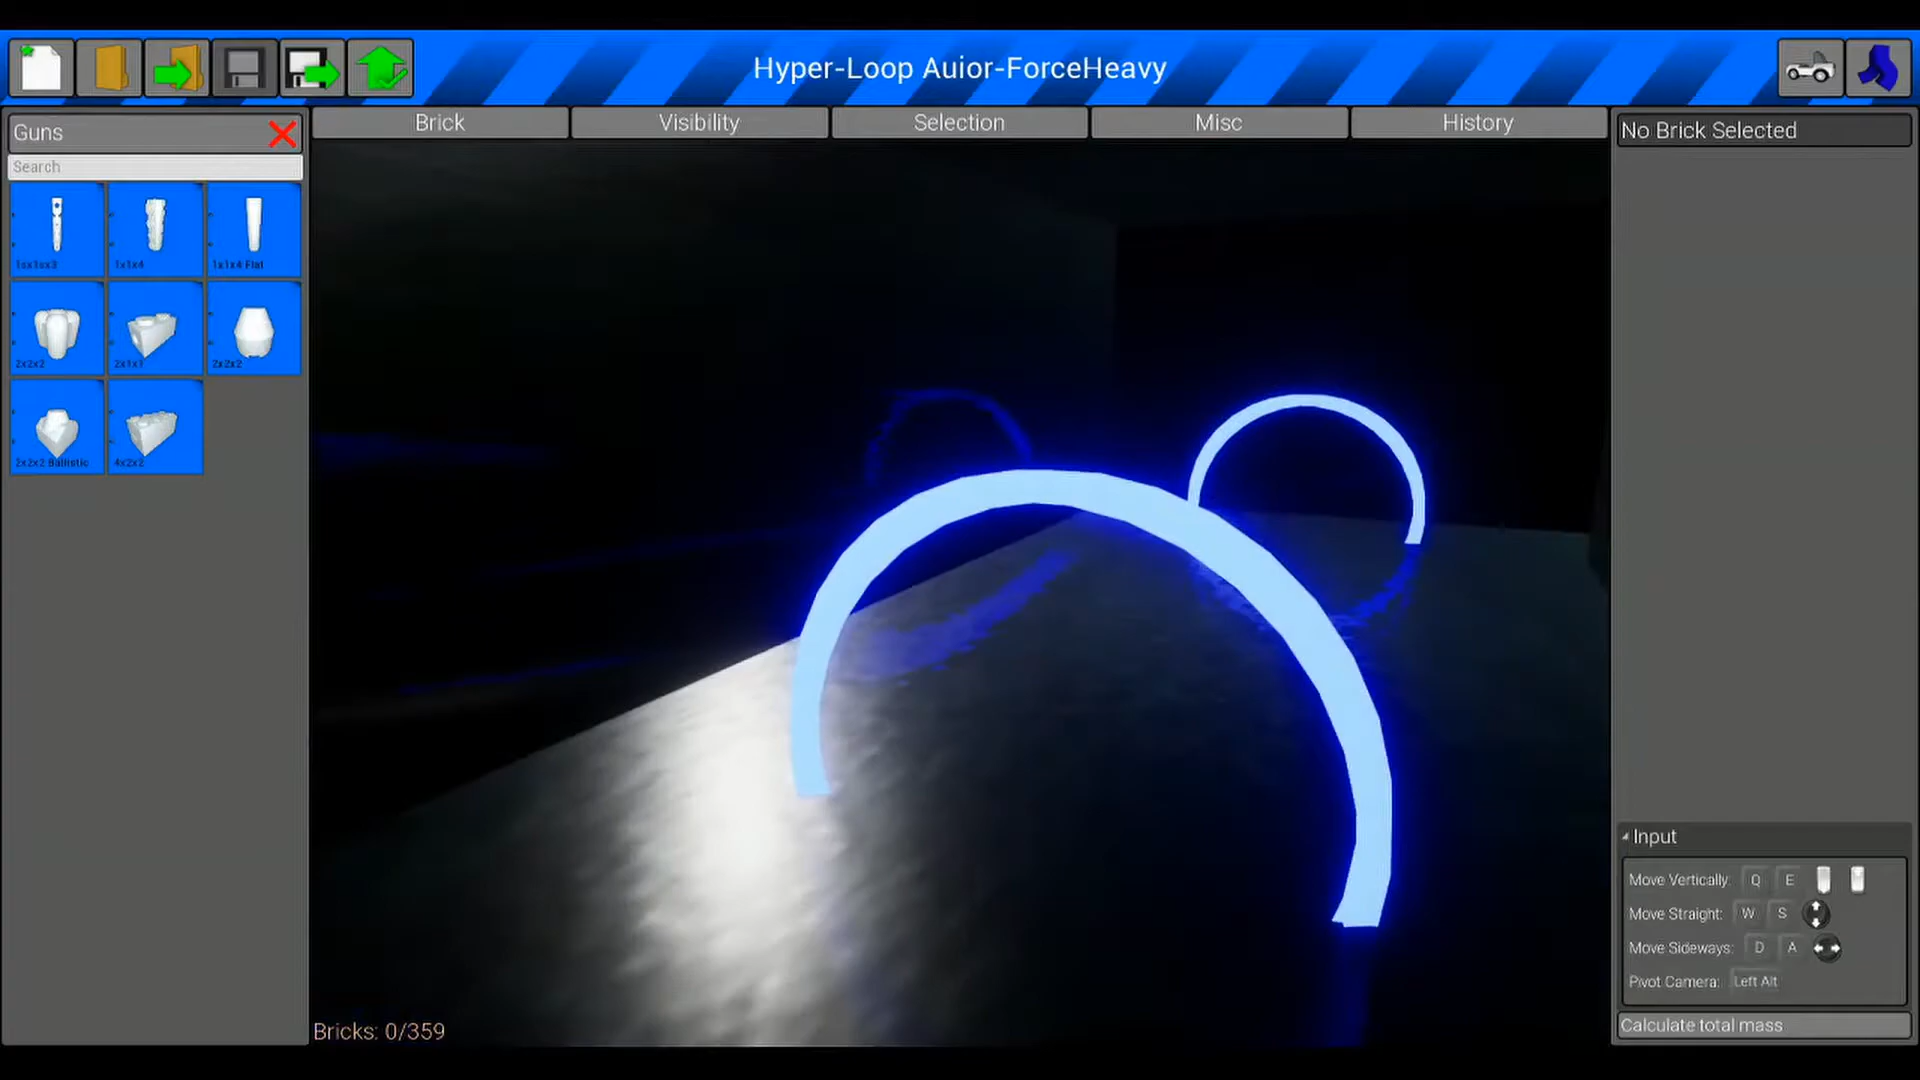 Hyper-Loop Auior-ForceHeavy
Guns
Search
1x1x4
1x1x4 Flat
2x2x2
2x1x1
2x2x2
2x2x2 Ballistic
4x2x2
Brick
Visibility
Selection
Misc
History
Bricks: 0/359
No Brick Selected
Input
Move Vertically: Q E
Move Straight: W S
Move Sideways: D A
Pivot Camera: Left Alt
Calculate total mass